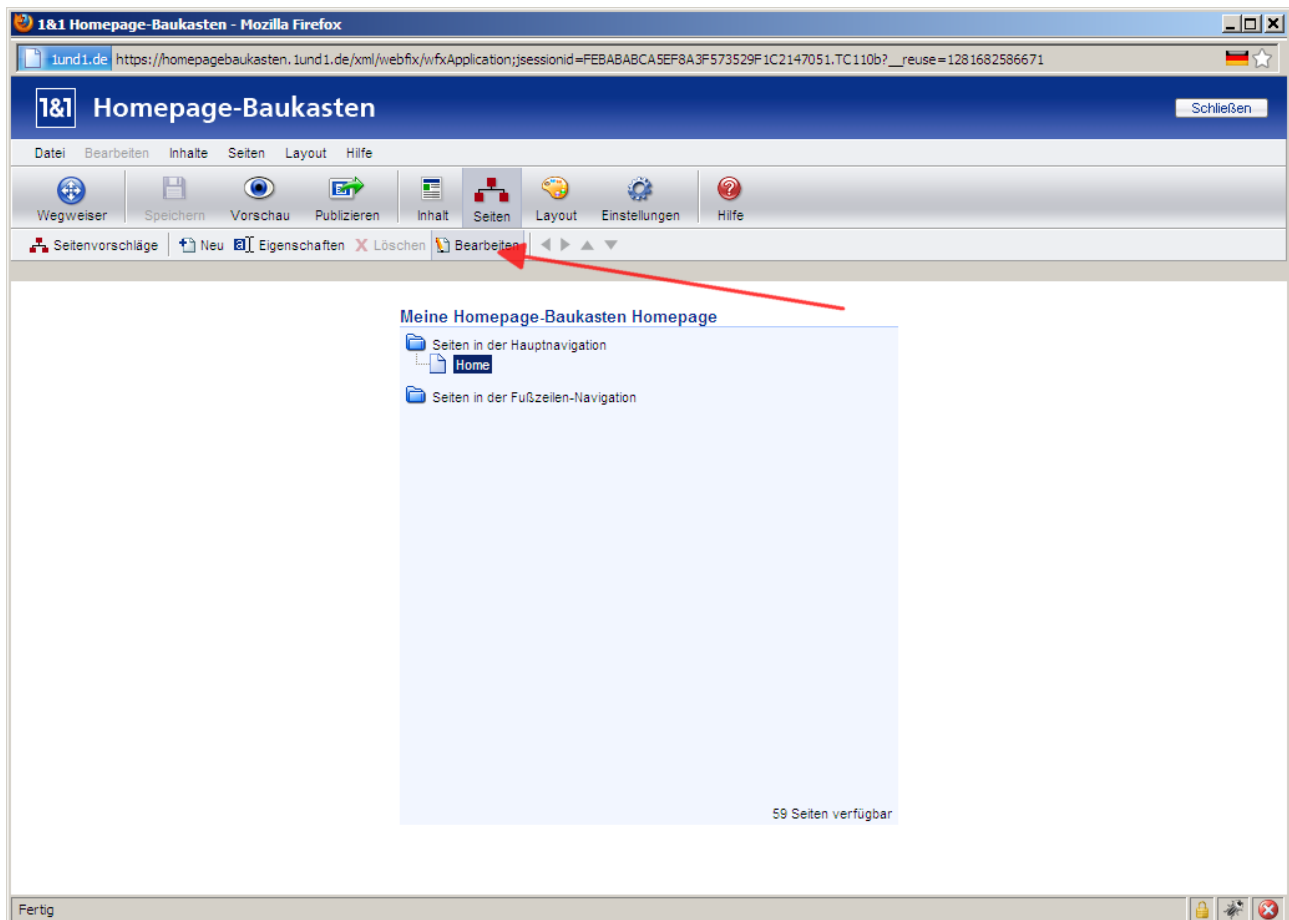 1&1 Homepage-Baukasten - Mozilla Firefox
1und1.de https://homepagebaukasten.1und1.de/xml/webfix/wfxApplication;jsessionid=FEBABABCA5EF8A3F573529F1C2147051.TC110b?__reuse=1281682586671
1&1 Homepage-Baukasten Schließen
Datei Bearbeiten Inhalte Seiten Layout Hilfe
Wegweiser Speichern Vorschau Publizieren Inhalt Seiten Layout Einstellungen Hilfe
Seitenvorschläge Neu Eigenschaften Löschen Bearbeiten
Meine Homepage-Baukasten Homepage
Seiten in der Hauptnavigation
Home
Seiten in der Fußzeilen-Navigation
59 Seiten verfügbar
Fertig